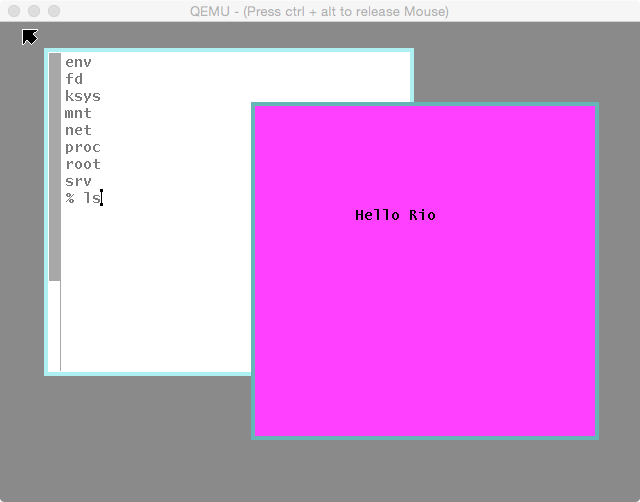 QEMU - (Press ctrl + alt to release Mouse)
env
fd
ksys
mnt
net
proc
root
srv
% ls
Hello Rio